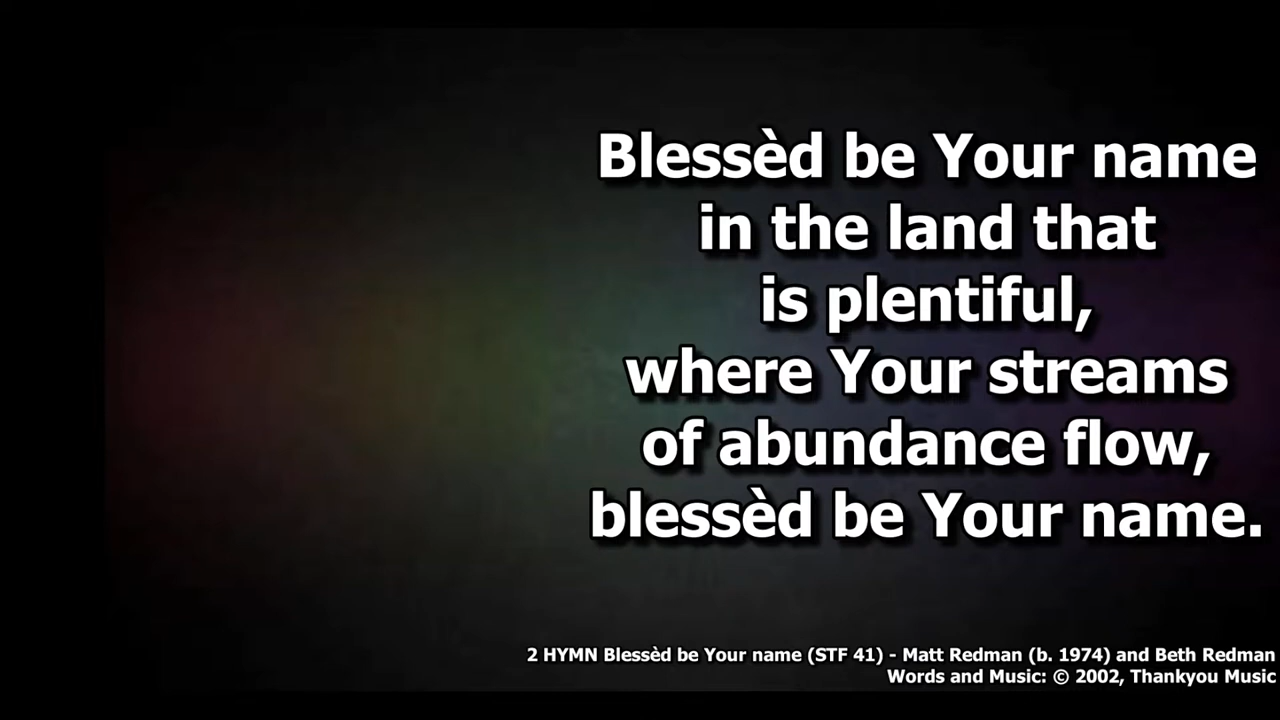 Blessèd be Your name
in the land that
is plentiful,
where Your streams
of abundance flow,
blessèd be Your name.
2 HYMN Blessèd be Your name (STF 41) - Matt Redman (b. 1974) and Beth Redman
Words and Music: © 2002, Thankyou Music